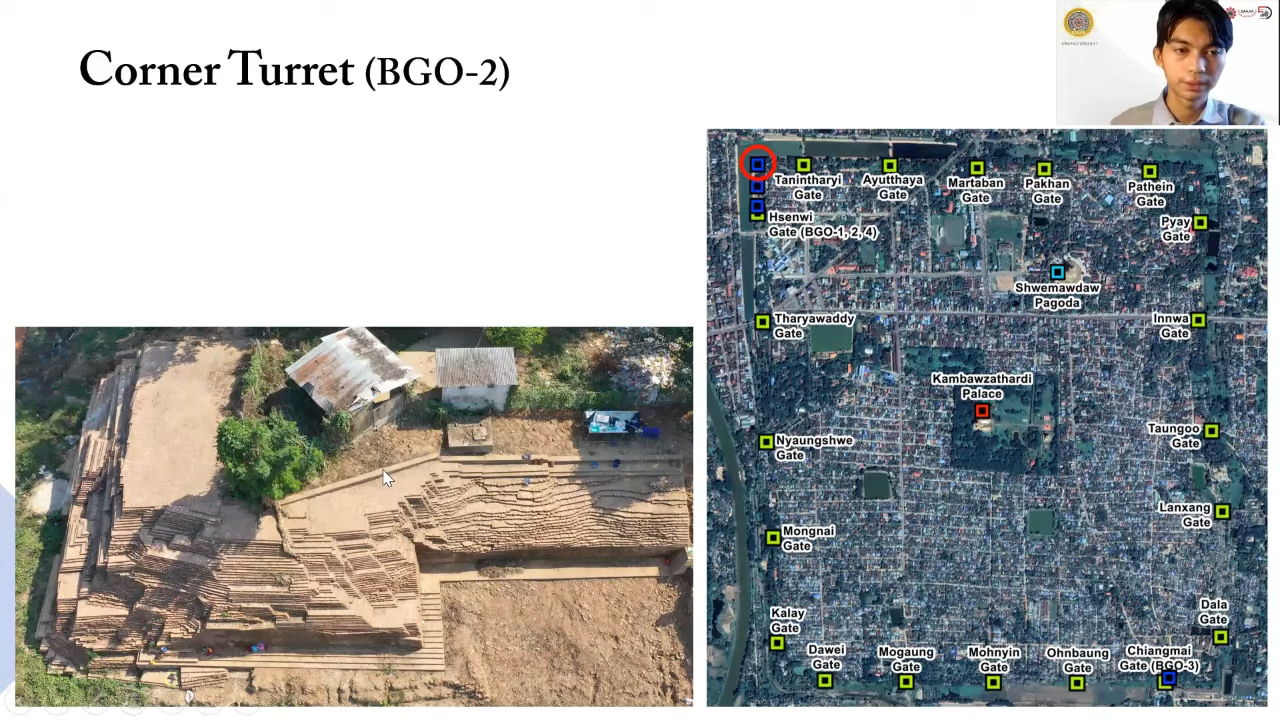 Corner Turret (BGO-2)
Tanintharyi
Gate
Ayutthaya
Gate
Martaban
Gate
Pakhan
Gate
Pathein
Gate
Hsenwi
Gate (BGO-1, 2, 4)
Pyay
Gate
Shwemawdaw
Pagoda
Tharyawaddy
Gate
Innwa
Gate
Kambawzathardi
Palace
Nyaungshwe
Gate
Taungoo
Gate
Lanxang
Gate
Mongnai
Gate
Kalay
Gate
Dala
Gate
Dawei
Gate
Mogaung
Gate
Mohnyin
Gate
Ohnbaung
Gate
Chiangmai
Gate (BGO-3)